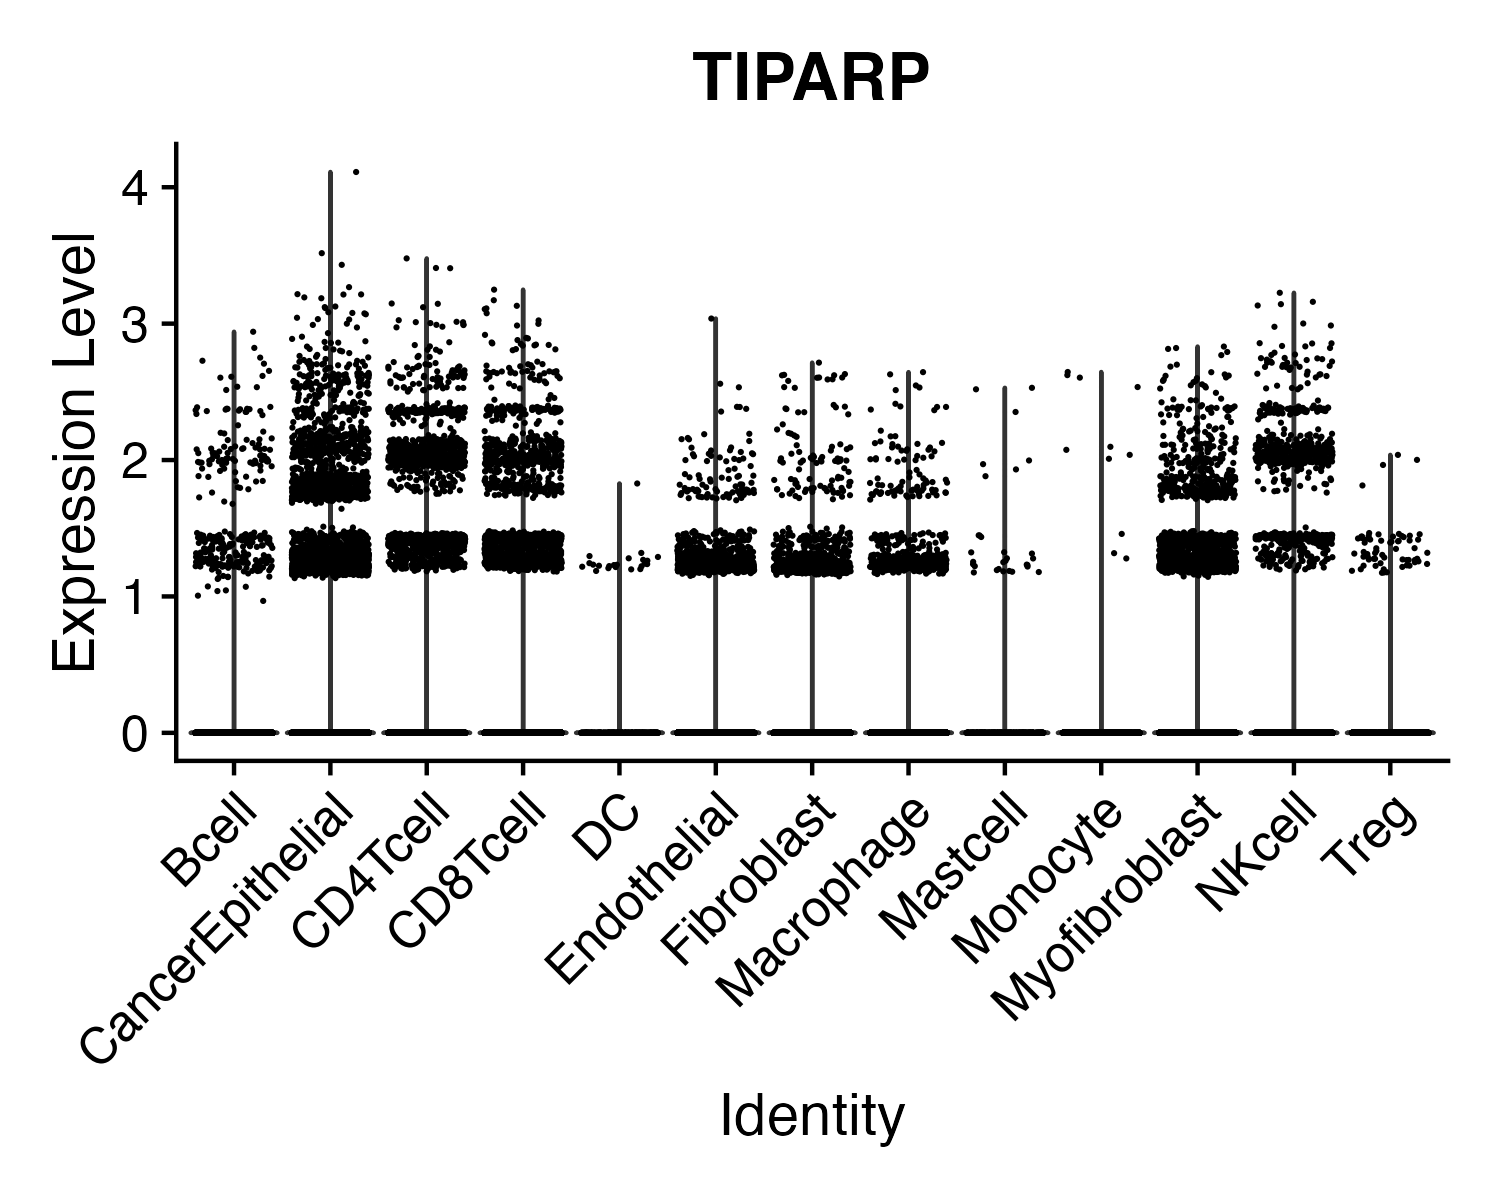 TIPARP
Expression Level
4
3
2
1
0
Bcell
CancerEpithelial
CD4Tcell
CD8Tcell
DC
Endothelial
Fibroblast
Macrophage
Mastcell
Monocyte
Myofibroblast
NKcell
Treg
Identity